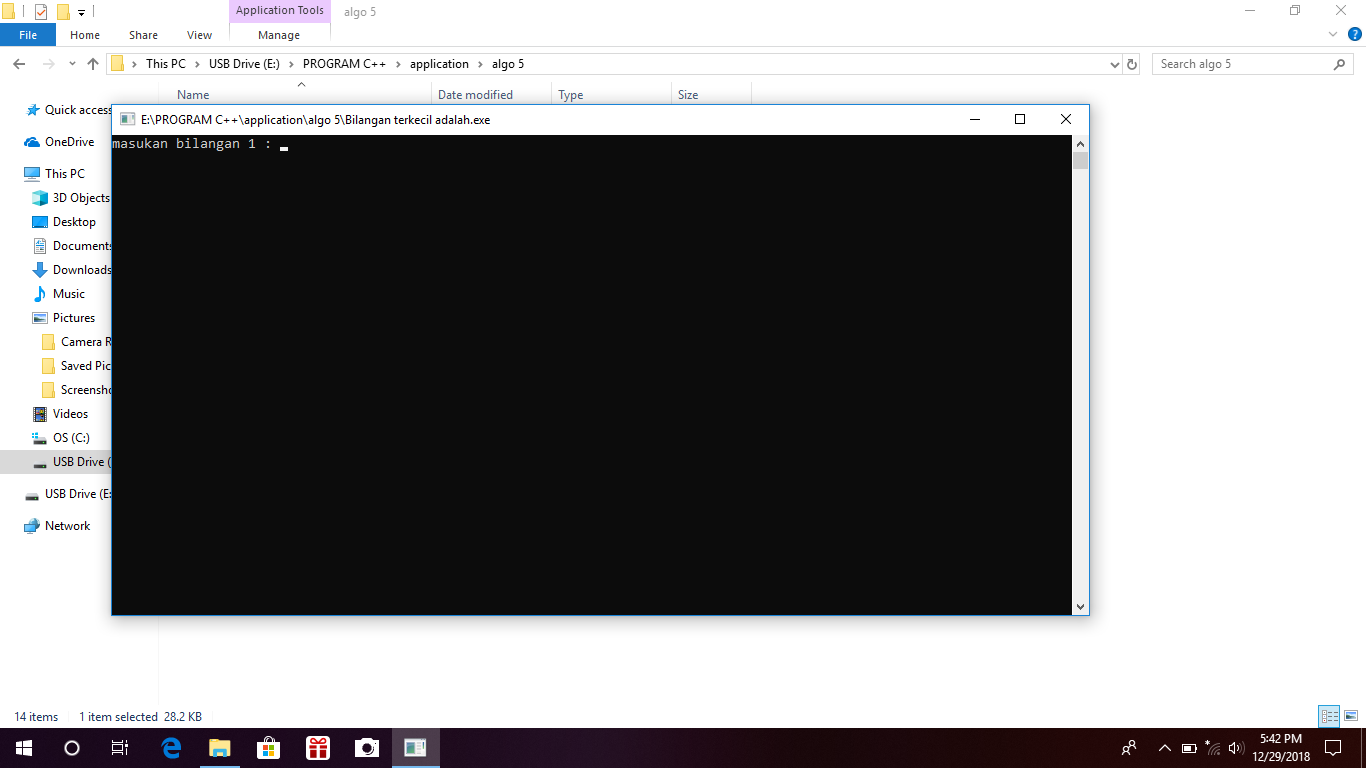 Application Tools
algo 5
File
Home
Share
View
Manage
This PC
USB Drive (E:)
PROGRAM C++
application
algo 5
Search algo 5
Name
Date modified
Type
Size
E:\PROGRAM C++\application\algo 5\Bilangan terkecil adalah.exe
masukan bilangan 1 :
Quick access
OneDrive
This PC
3D Objects
Desktop
Documents
Downloads
Music
Pictures
Camera R
Saved Pic
Screensho
Videos
OS (C:)
USB Drive (
USB Drive (E:
Network
14 items
1 item selected 28.2 KB
5:42 PM
12/29/2018